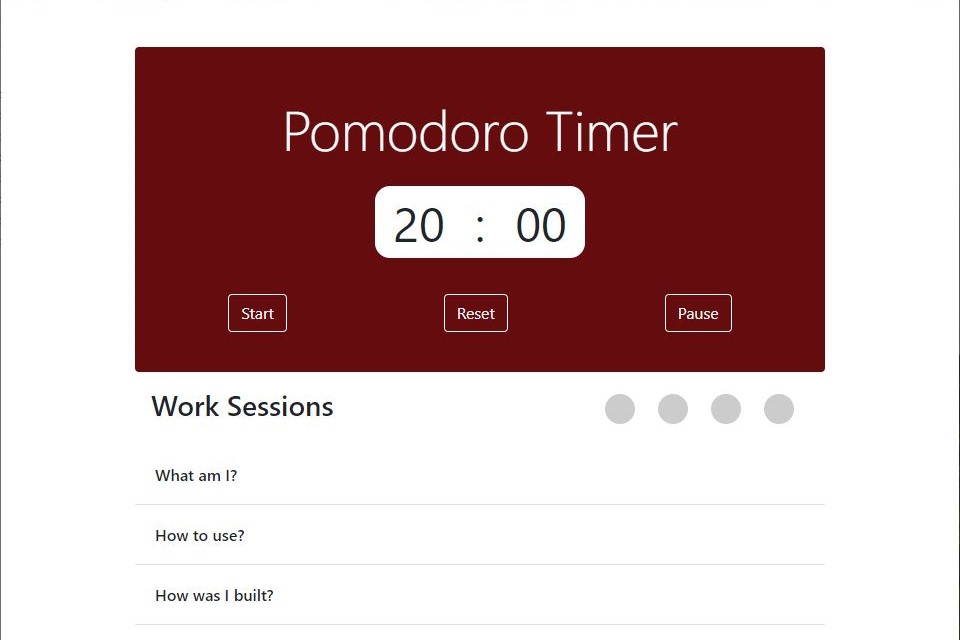 Pomodoro Timer
20 : 00
Start Reset Pause
Work Sessions
What am I?
How to use?
How was I built?